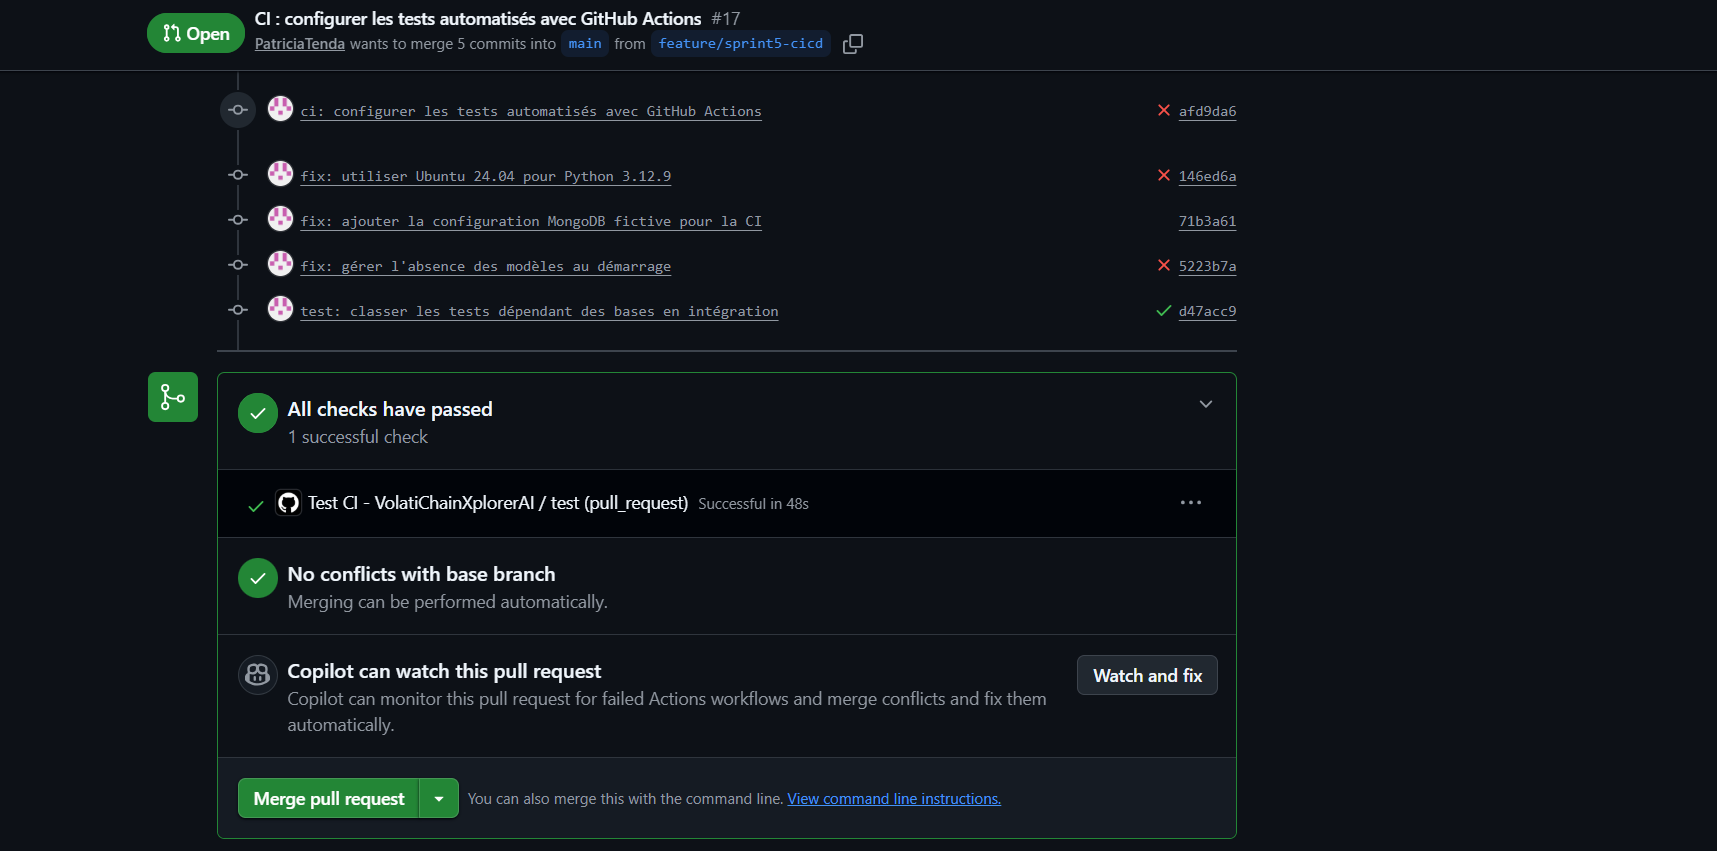 Open
CI : configurer les tests automatisés avec GitHub Actions #17
PatriciaTenda wants to merge 5 commits into main from feature/sprint5-cicd
ci: configurer les tests automatisés avec GitHub Actions afd9da6
fix: utiliser Ubuntu 24.04 pour Python 3.12.9 146ed6a
fix: ajouter la configuration MongoDB fictive pour la CI 71b3a61
fix: gérer l'absence des modèles au démarrage 5223b7a
test: classer les tests dépendant des bases en intégration d47acc9
All checks have passed
1 successful check
Test CI - VolatiChainXplorerAI / test (pull_request) Successful in 48s
No conflicts with base branch
Merging can be performed automatically.
Copilot can watch this pull request
Copilot can monitor this pull request for failed Actions workflows and merge conflicts and fix them
automatically.
Watch and fix
Merge pull request You can also merge this with the command line. View command line instructions.